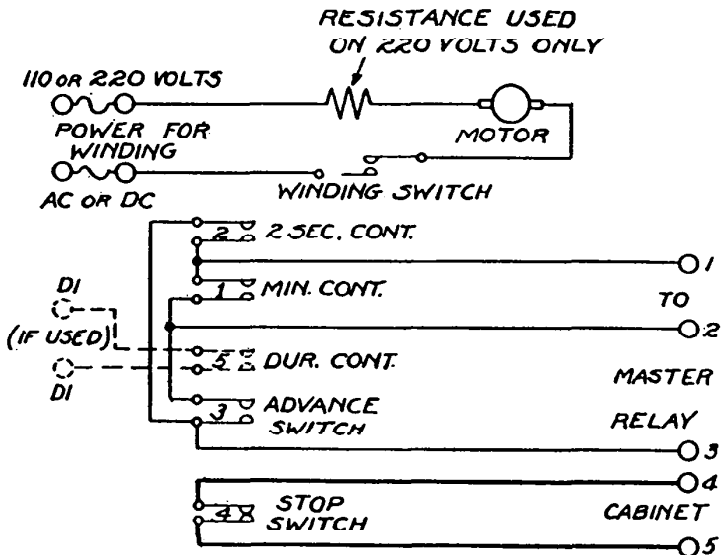 RESISTANCE USED
ON 220 VOLTS ONLY
110 OR 220 VOLTS
POWER FOR
WINDING
MOTOR
AC OR DC
WINDING SWITCH
2 2 SEC. CONT.
1
1 MIN. CONT.
TO
D1
(IF USED)
2
5 DUR. CONT.
D1
MASTER
3 ADVANCE
SWITCH
RELAY
3
4
4 STOP
SWITCH
CABINET
5